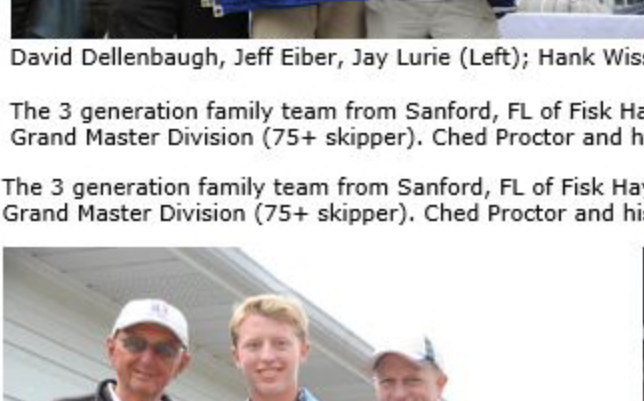 David Dellenbaugh, Jeff Eiber, Jay Lurie (Left); Hank
The 3 generation family team from Sanford, FL of Fisk
Grand Master Division (75+ skipper). Ched Proctor and
The 3 generation family team from Sanford, FL of Fisk
Grand Master Division (75+ skipper). Ched Proctor and